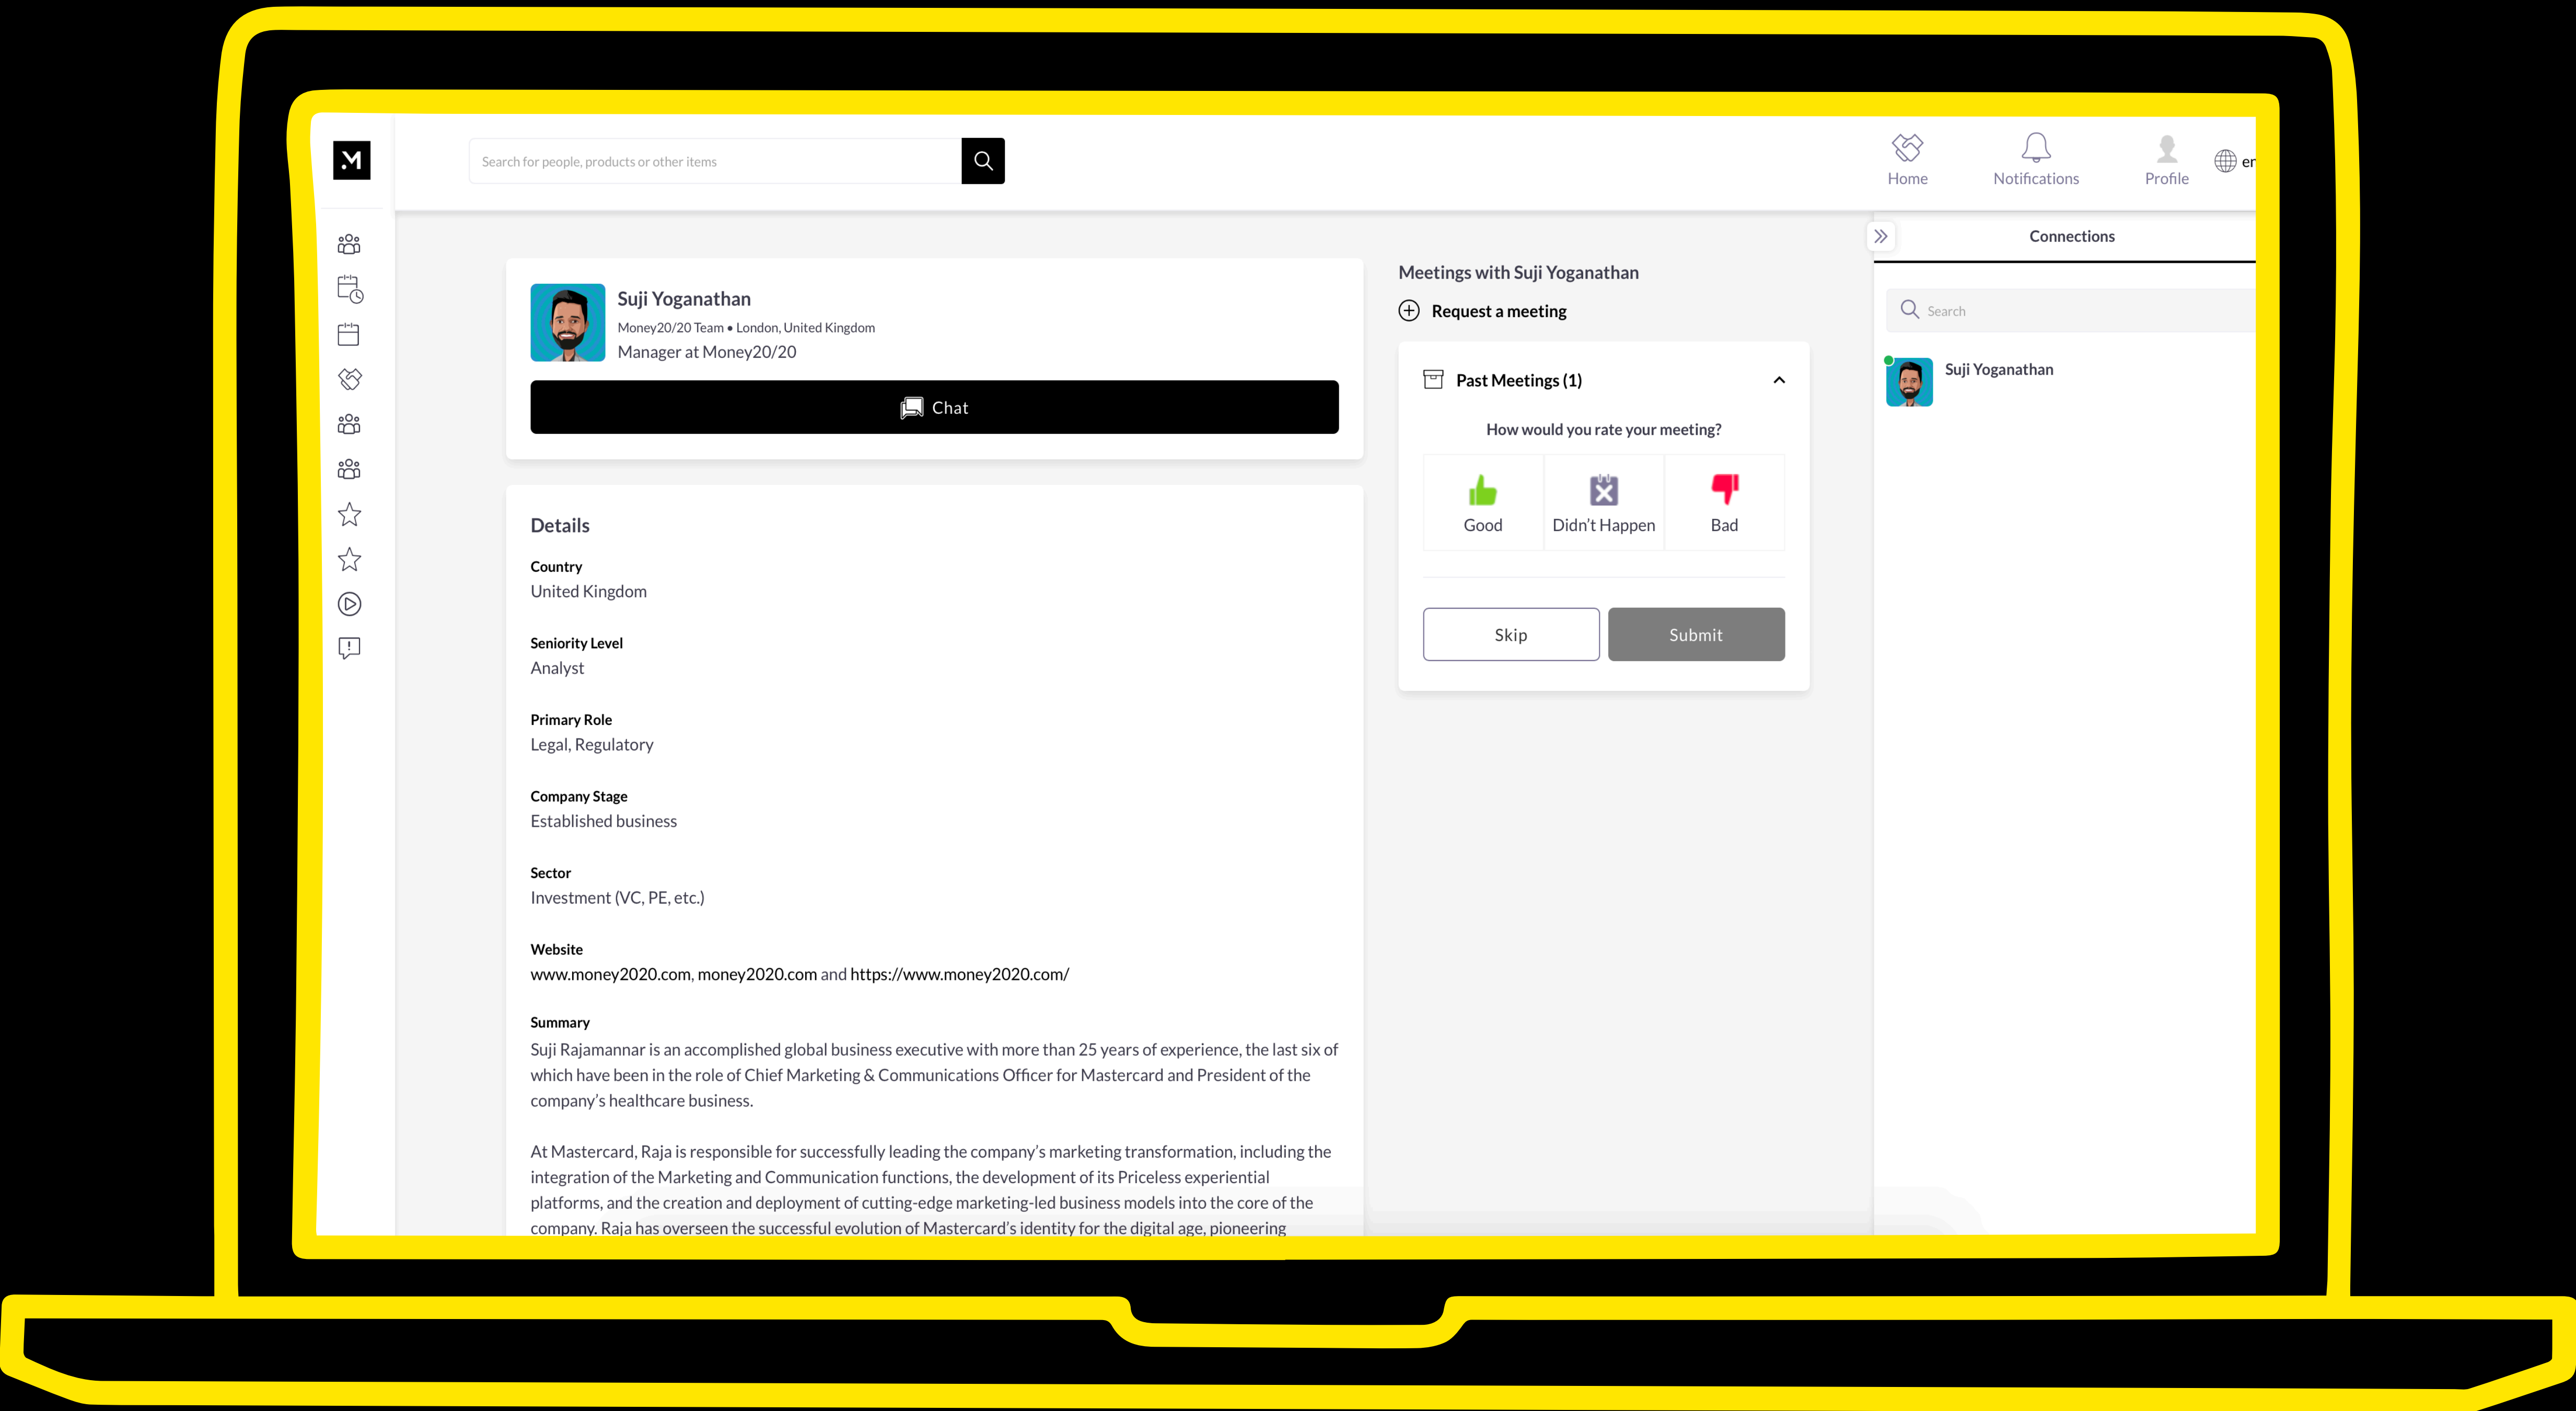 M
Search for people, products or other items
Home
Notifications
Profile
Connections
Search
Suji Yoganathan
Suji Yoganathan
Money20/20 Team • London, United Kingdom
Manager at Money20/20
Chat
Meetings with Suji Yoganathan
Request a meeting
Past Meetings (1)
How would you rate your meeting?
Good
Didn't Happen
Bad
Skip
Submit
Details
Country
United Kingdom
Seniority Level
Analyst
Primary Role
Legal, Regulatory
Company Stage
Established business
Sector
Investment (VC, PE, etc.)
Website
www.money2020.com, money2020.com and https://www.money2020.com/
Summary
Suji Rajamannar is an accomplished global business executive with more than 25 years of experience, the last six of
which have been in the role of Chief Marketing & Communications Officer for Mastercard and President of the
company's healthcare business.
At Mastercard, Raja is responsible for successfully leading the company's marketing transformation, including the
integration of the Marketing and Communication functions, the development of its Priceless experiential
platforms, and the creation and deployment of cutting-edge marketing-led business models into the core of the
company. Raja has overseen the successful evolution of Mastercard's identity for the digital age, pioneering